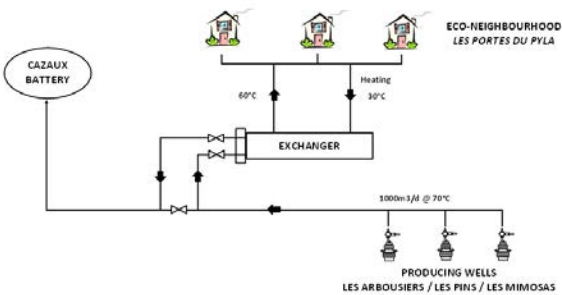 ECO-NEIGHBOURHOOD
LES PORTES DU PYLA
CAZAUX
BATTERY
Heating
60°C
30°C
EXCHANGER
1000m3/d @ 70°C
PRODUCING WELLS
LES ARBOUSIERS / LES PINS / LES MIMOSAS